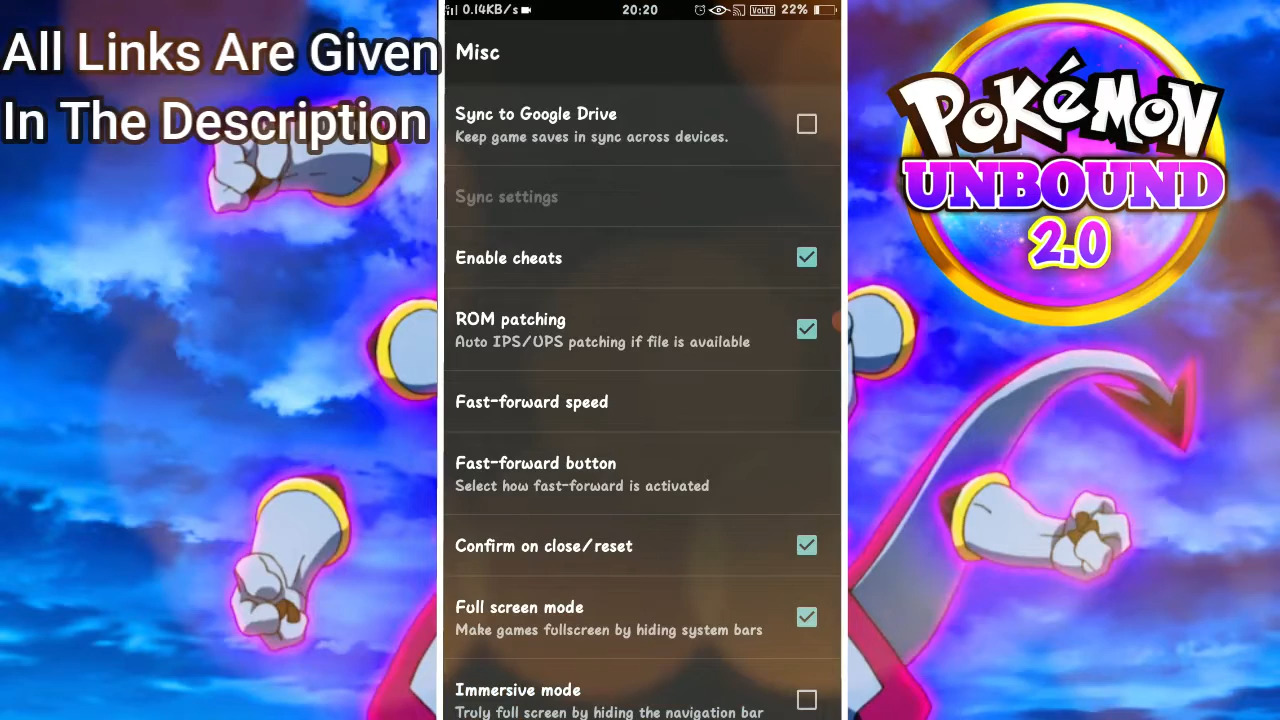 All Links Are Given
In The Description
0.14KB/s
20:20
VoLTE
22%
Misc
Sync to Google Drive
Keep game saves in sync across devices.
Sync settings
Enable cheats
ROM patching
Auto IPS/UPS patching if file is available
Fast-forward speed
Fast-forward button
Select how fast-forward is activated
Confirm on close/reset
Full screen mode
Make games fullscreen by hiding system bars
Immersive mode
Truly full screen by hiding the navigation bar
POKéMON
UNBOUND
2.0